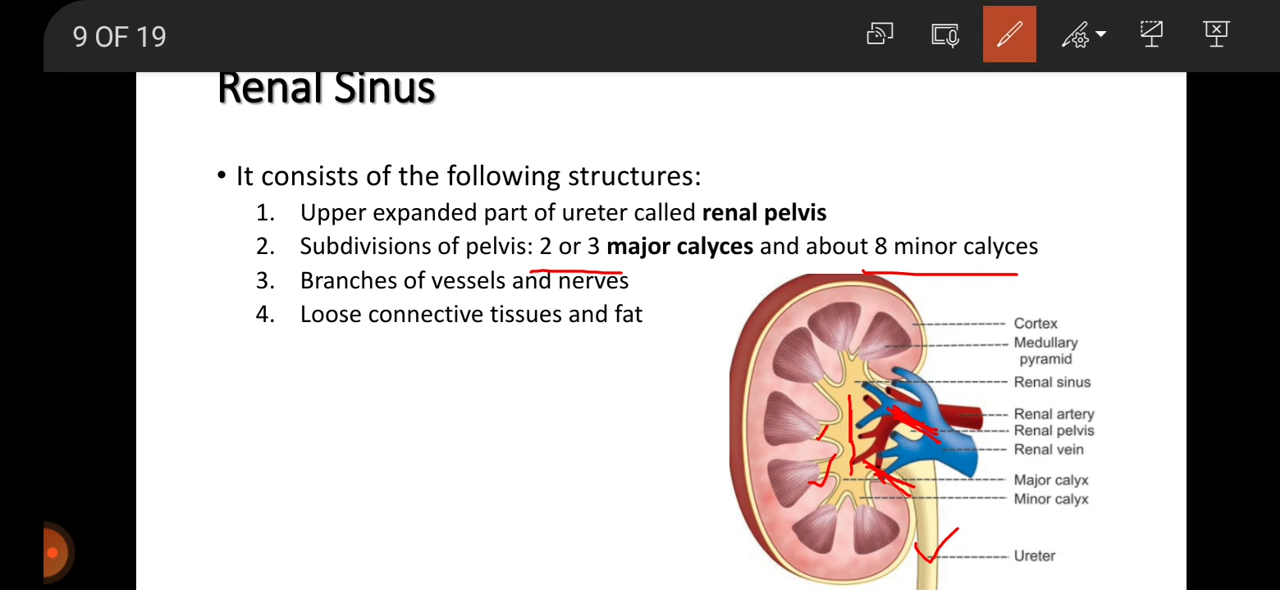 9 OF 19
Renal Sinus
• It consists of the following structures:
1. Upper expanded part of ureter called renal pelvis
2. Subdivisions of pelvis: 2 or 3 major calyces and about 8 minor calyces
3. Branches of vessels and nerves
4. Loose connective tissues and fat
Cortex
Medullary
pyramid
Renal sinus
Renal artery
Renal pelvis
Renal vein
Major calyx
Minor calyx
Ureter